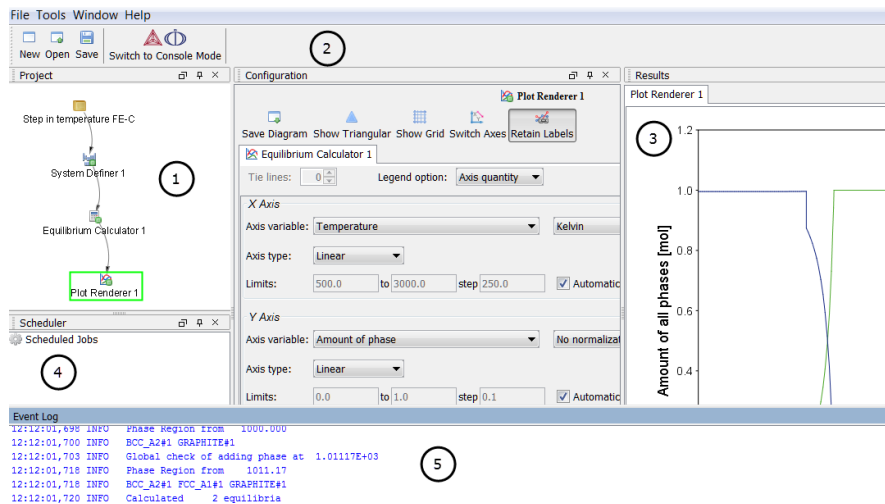 File Tools Window Help
New Open Save Switch to Console Mode
2
Project
Step in temperature FE-C
System Definer 1
1
Equilibrium Calculator 1
Plot Renderer 1
Scheduler
Scheduled Jobs
4
Configuration
Plot Renderer 1
Save Diagram Show Triangular Show Grid Switch Axes Retain Labels
Equilibrium Calculator 1
Tie lines: 0 Legend option: Axis quantity
X Axis
Axis variable: Temperature Kelvin
Axis type: Linear
Limits: 500.0 to 3000.0 step 250.0 Automatic
Y Axis
Axis variable: Amount of phase No normalizat
Axis type: Linear
Limits: 0.0 to 1.0 step 0.1 Automatic
Results
Plot Renderer 1
3
1.2
1.0
0.8
0.6
0.4
Amount of all phases [mol]
Event Log
12:12:01,698 INFO Phase Region from 1000.000
12:12:01,700 INFO BCC_A2#1 GRAPHITE#1
12:12:01,703 INFO Global check of adding phase at 1.01117E+03
12:12:01,718 INFO Phase Region from 1011.17
12:12:01,718 INFO BCC_A2#1 FCC_A1#1 GRAPHITE#1
12:12:01,720 INFO Calculated 2 equilibria
5